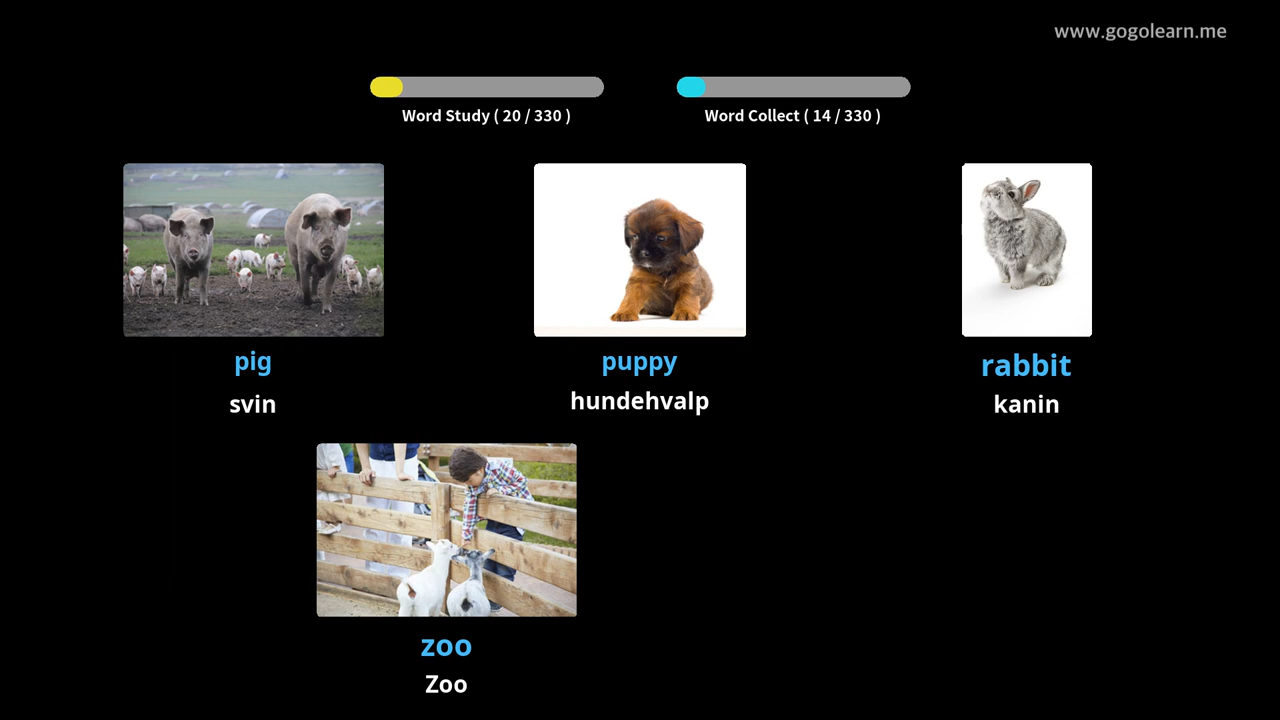 www.gogolearn.me
Word Study ( 20 / 330 )
Word Collect ( 14 / 330 )
pig
puppy
rabbit
svin
hundehvalp
kanin
zoo
Zoo